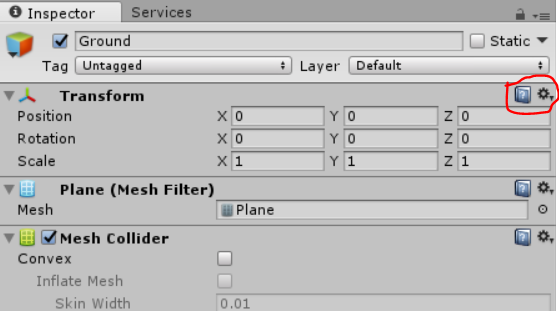 Inspector Services
Ground Static
Tag Untagged Layer Default
Transform
Position X 0 Y 0 Z 0
Rotation X 0 Y 0 Z 0
Scale X 1 Y 1 Z 1
Plane (Mesh Filter)
Mesh Plane
Mesh Collider
Convex
Inflate Mesh
Skin Width 0.01